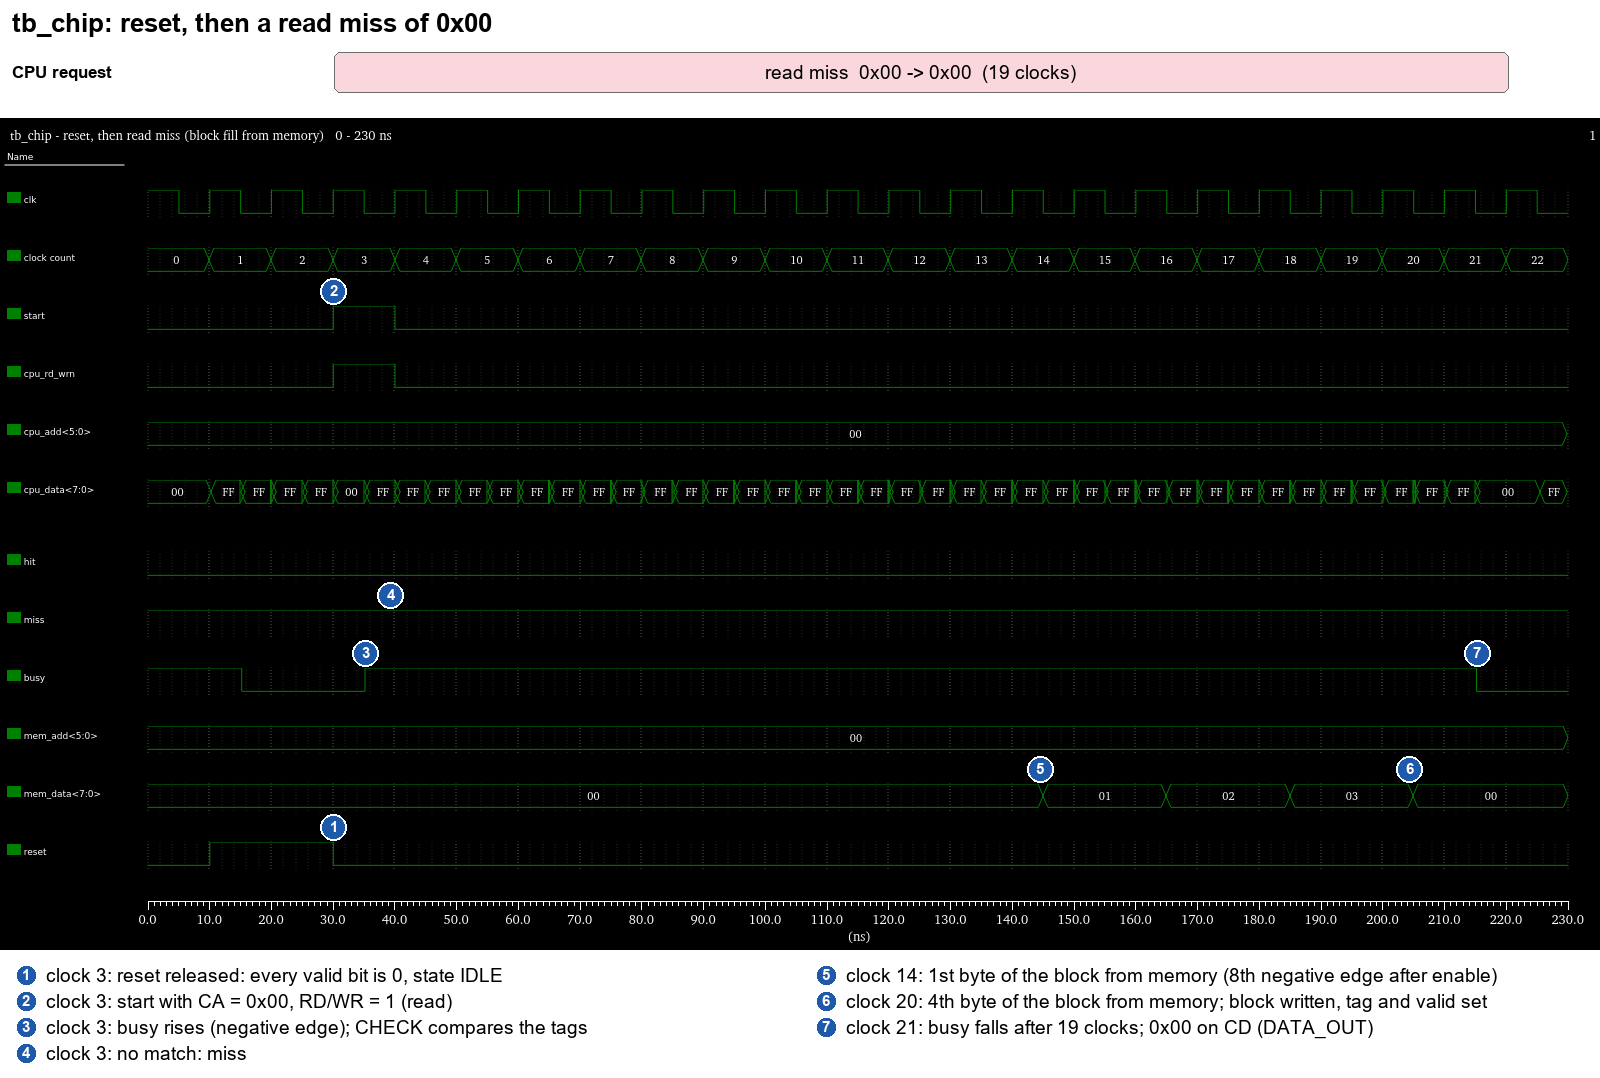 tb_chip: reset, then a read miss of 0x00
CPU request
read miss 0x00 -> 0x00 (19 clocks)
tb_chip - reset, then read miss (block fill from memory) 0 - 230 ns
1
Name
clk
clock count 0 1 2 3 4 5 6 7 8 9 10 11 12 13 14 15 16 17 18 19 20 21 22
2
start
cpu_rd_wrn
cpu_add<5:0> 00
cpu_data<7:0> 00 FF FF FF FF 00 FF FF FF FF FF FF FF FF FF FF FF FF FF FF FF FF FF FF FF FF FF FF FF FF FF FF FF FF FF FF FF FF FF FF FF FF 00 FF
hit
4
miss
3 7
busy
mem_add<5:0> 00
5 6
mem_data<7:0> 00 01 02 03 00
1
reset
0.0 10.0 20.0 30.0 40.0 50.0 60.0 70.0 80.0 90.0 100.0 110.0 120.0 130.0 140.0 150.0 160.0 170.0 180.0 190.0 200.0 210.0 220.0 230.0
(ns)
1 clock 3: reset released: every valid bit is 0, state IDLE
2 clock 3: start with CA = 0x00, RD/WR = 1 (read)
3 clock 3: busy rises (negative edge); CHECK compares the tags
4 clock 3: no match: miss
5 clock 14: 1st byte of the block from memory (8th negative edge after enable)
6 clock 20: 4th byte of the block from memory; block written, tag and valid set
7 clock 21: busy falls after 19 clocks; 0x00 on CD (DATA_OUT)